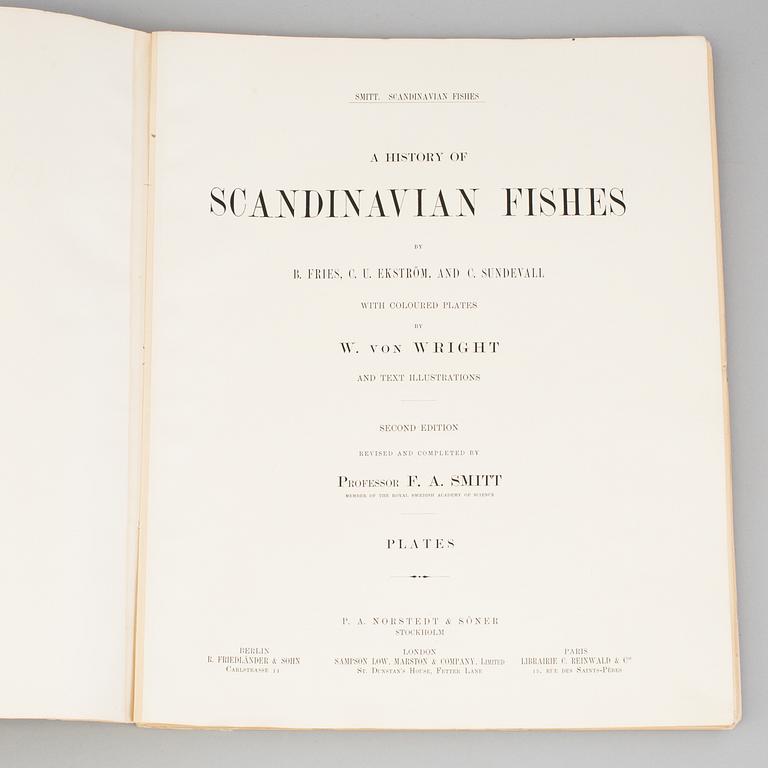 SMITT. SCANDINAVIAN FISHES
A HISTORY OF
SCANDINAVIAN FISHES
BY
B. FRIES, C. U. EKSTRÖM, AND C. SUNDEVALL
WITH COLOURED PLATES
BY
W. VON WRIGHT
AND TEXT ILLUSTRATIONS
SECOND EDITION
REVISED AND COMPLETED BY
PROFESSOR F. A. SMITT
MEMBER OF THE ROYAL SWEDISH ACADEMY OF SCIENCE
PLATES
P. A. NORSTEDT & SÖNER
STOCKHOLM
BERLIN
R. FRIEDLÄNDER & SOHN
CARLSTRASSE 11
LONDON
SAMPSON LOW, MARSTON & COMPANY, LIMITED
ST. DUNSTAN'S HOUSE, FETTER LANE
PARIS
LIBRAIRIE C. REINWALD & Cie
15, RUE DES SAINTS-PÈRES